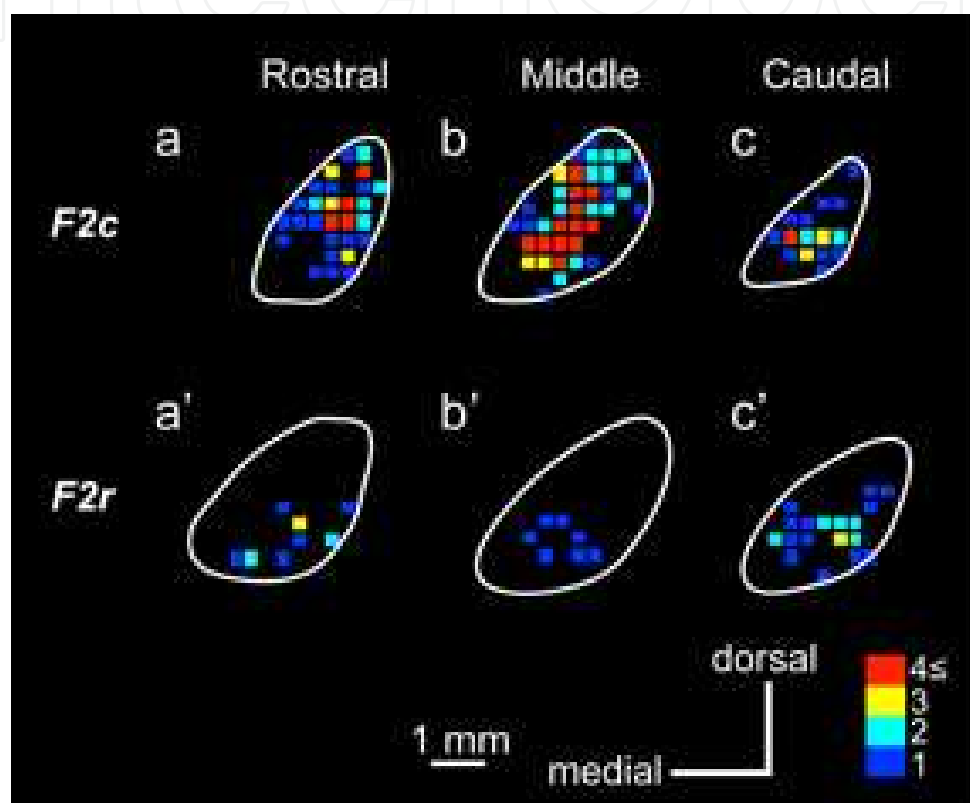 Rostral Middle Caudal
a b c
F2c
a' b' c'
F2r
dorsal
4≤
3
2
1 mm
1
medial